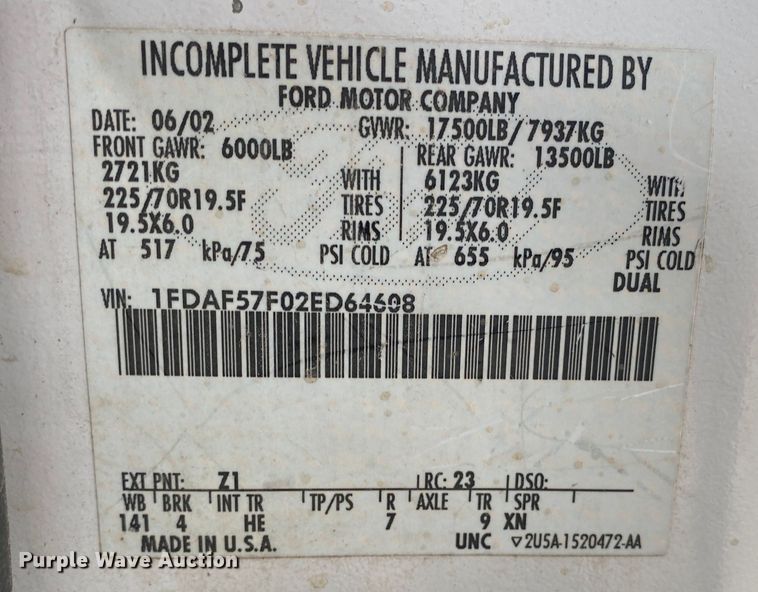 INCOMPLETE VEHICLE MANUFACTURED BY
FORD MOTOR COMPANY
DATE: 06/02 GVWR: 17500LB/7937KG
FRONT GAWR: 6000LB REAR GAWR: 13500LB
2721KG WITH 6123KG WITH
225/70R19.5F TIRES 225/70R19.5F TIRES
19.5X6.0 RIMS 19.5X6.0 RIMS
AT 517 kPa/75 PSI COLD AT 655 kPa/95 PSI COLD
DUAL
VIN: 1FDAF57F02ED64608
EXT PNT: Z1 RC: 23 DSO:
WB BRK INT TR TP/PS R AXLE TR SPR
141 4 HE 7 9 XN
MADE IN U.S.A. UNC ▽2U5A-1520472-AA
Purple Wave Auction